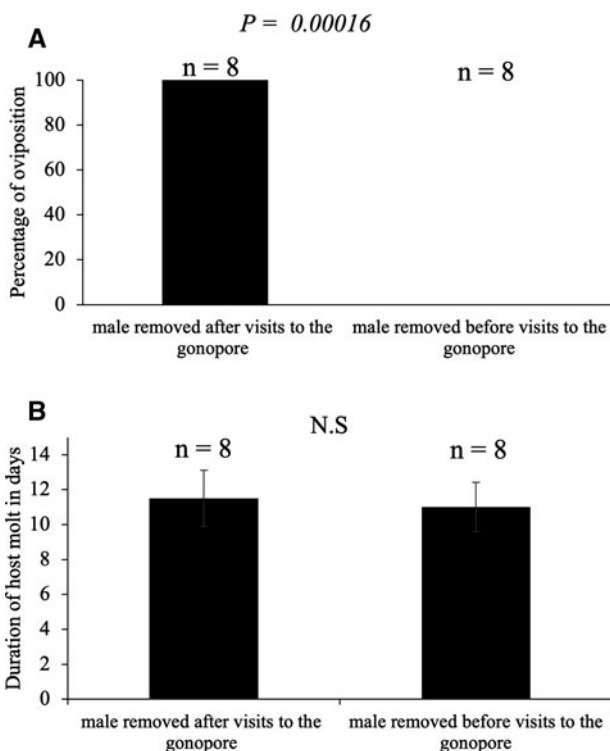 P = 0.00016
A
n = 8 n = 8
Percentage of oviposition
100
80
60
40
20
0
male removed after visits to the gonopore
male removed before visits to the gonopore
B
N.S
n = 8 n = 8
Duration of host molt in days
14
12
10
8
6
4
2
0
male removed after visits to the gonopore
male removed before visits to the gonopore